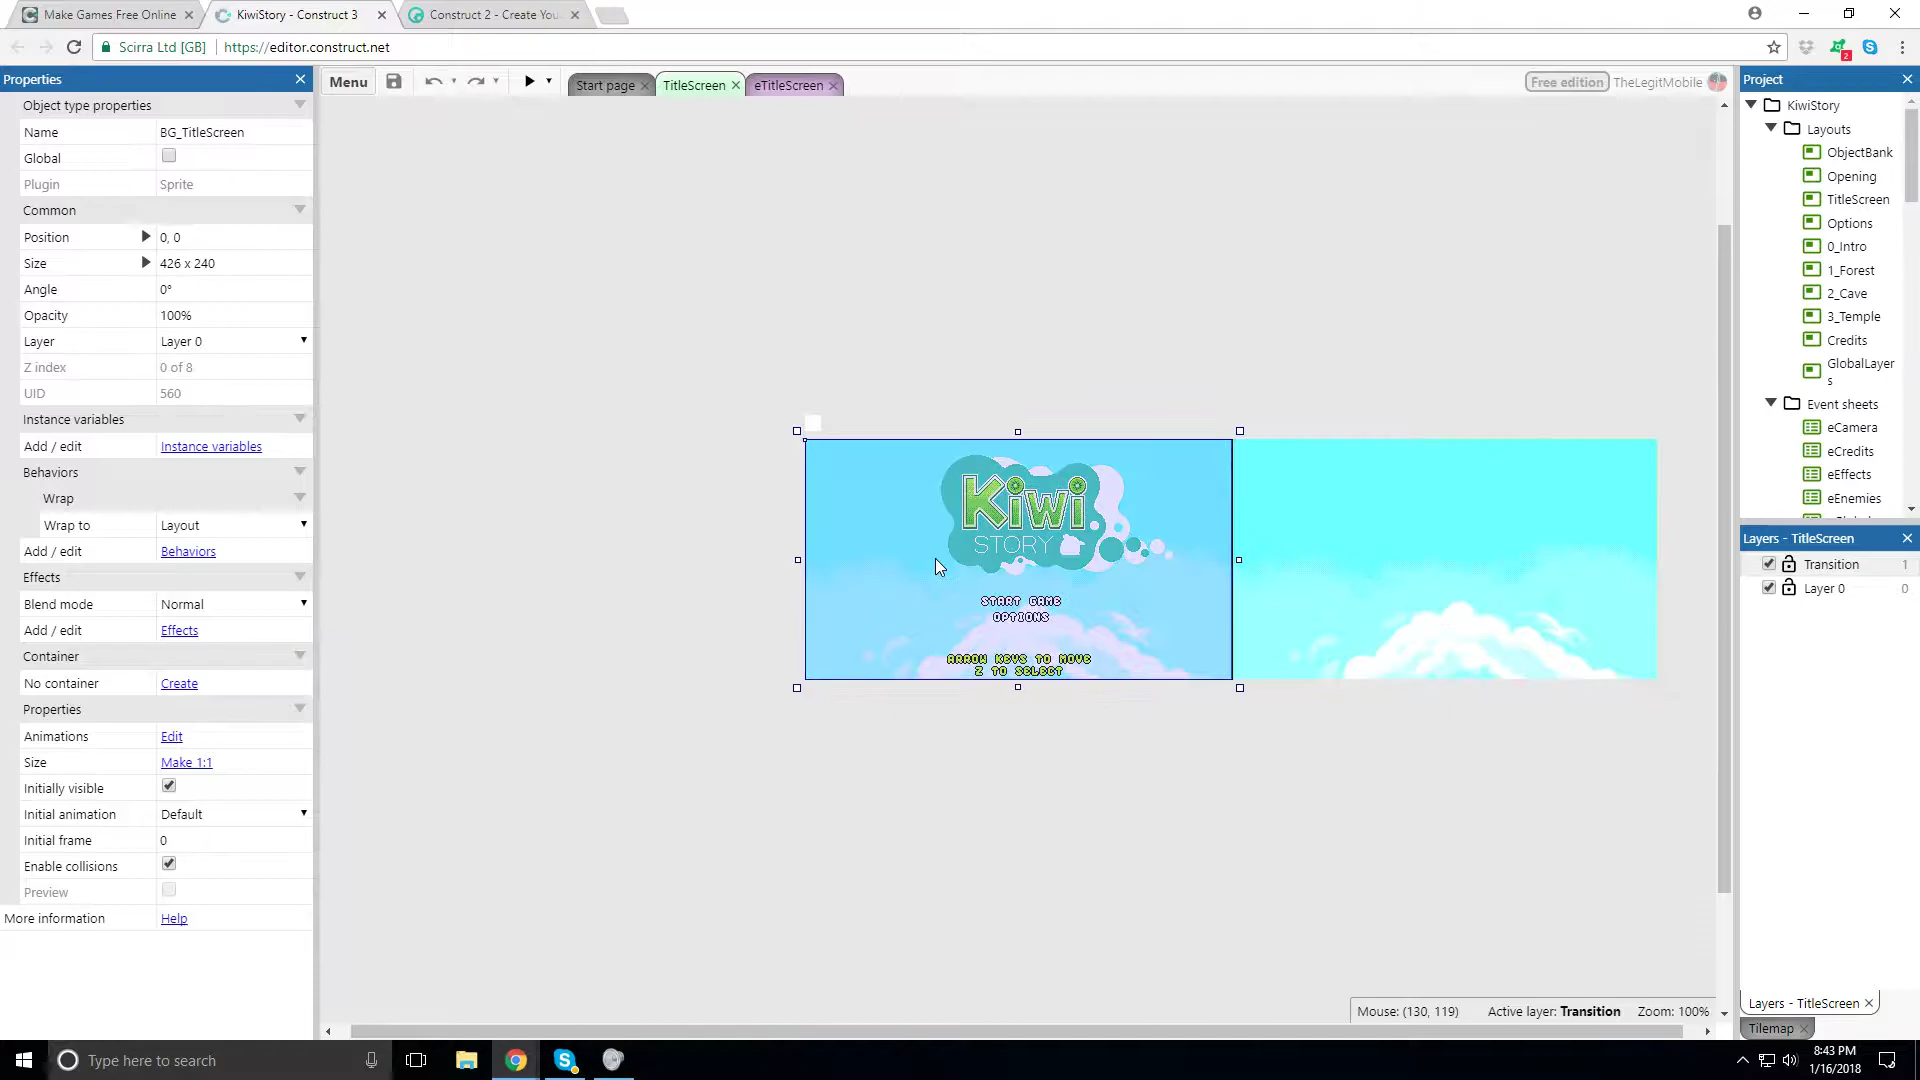 Make Games Free Online
KiwiStory - Construct 3
Construct 2 - Create You
Scirra Ltd [GB]
https://editor.construct.net
2
Properties
Menu
Start page
TitleScreen
eTitleScreen
Free edition
TheLegitMobile
Project
Object type properties
Name
BG_TitleScreen
Global
Plugin
Sprite
Common
Position
0, 0
Size
426 x 240
Angle
0°
Opacity
100%
Layer
Layer 0
Z index
0 of 8
UID
560
Instance variables
Add / edit
Instance variables
Behaviors
Wrap
Wrap to
Layout
Add / edit
Behaviors
Effects
Blend mode
Normal
Add / edit
Effects
Container
No container
Create
Properties
Animations
Edit
Size
Make 1:1
Initially visible
Initial animation
Default
Initial frame
0
Enable collisions
Preview
More information
Help
Kiwi
STORY
START GAME
OPTIONS
ARROW KEYS TO MOVE
Z TO SELECT
Mouse: (130, 119)
Active layer: Transition
Zoom: 100%
KiwiStory
Layouts
ObjectBank
Opening
TitleScreen
Options
0_Intro
1_Forest
2_Cave
3_Temple
Credits
GlobalLayer
s
Event sheets
eCamera
eCredits
eEffects
eEnemies
Layers - TitleScreen
Transition
1
Layer 0
0
Layers - TitleScreen
Tilemap
Type here to search
8:43 PM
1/16/2018